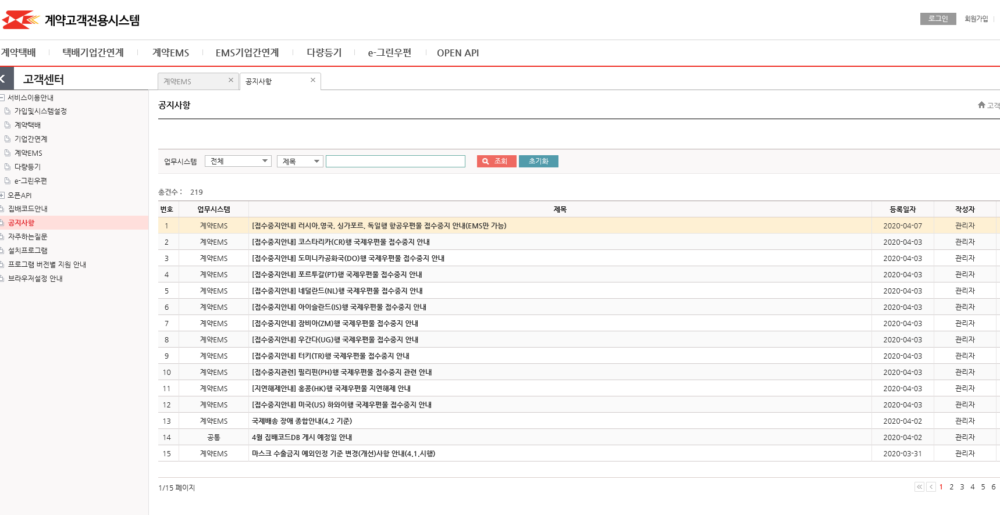 계약고객전용시스템
로그인 회원가입
계약택배 택배기업간연계 계약EMS EMS기업간연계 다량등기 e-그린우편 OPEN API
고객센터
계약EMS 공지사항
서비스이용안내
가입및시스템설정
계약택배
기업간연계
계약EMS
다량등기
e-그린우편
오픈API
집배코드안내
공지사항
자주하는질문
설치프로그램
프로그램 버전별 지원 안내
브라우저설정 안내
공지사항
고객
업무시스템 전체 제목 조회 초기화
총건수 : 219
번호 업무시스템 제목 등록일자 작성자
1 계약EMS [접수중지안내] 러시아,영국, 싱가포르, 독일행 항공우편물 접수중지 안내(EMS만 가능) 2020-04-07 관리자
2 계약EMS [접수중지안내] 코스타리카(CR)행 국제우편물 접수중지 안내 2020-04-03 관리자
3 계약EMS [접수중지안내] 도미니카공화국(DO)행 국제우편물 접수중지 안내 2020-04-03 관리자
4 계약EMS [접수중지안내] 포르투갈(PT)행 국제우편물 접수중지 안내 2020-04-03 관리자
5 계약EMS [접수중지안내] 네덜란드(NL)행 국제우편물 접수중지 안내 2020-04-03 관리자
6 계약EMS [접수중지안내] 아이슬란드(IS)행 국제우편물 접수중지 안내 2020-04-03 관리자
7 계약EMS [접수중지안내] 잠비아(ZM)행 국제우편물 접수중지 안내 2020-04-03 관리자
8 계약EMS [접수중지안내] 우간다(UG)행 국제우편물 접수중지 안내 2020-04-03 관리자
9 계약EMS [접수중지안내] 터키(TR)행 국제우편물 접수중지 안내 2020-04-03 관리자
10 계약EMS [접수중지관련] 필리핀(PH)행 국제우편물 접수중지 관련 안내 2020-04-03 관리자
11 계약EMS [지연해제안내] 홍콩(HK)행 국제우편물 지연해제 안내 2020-04-03 관리자
12 계약EMS [접수중지안내] 미국(US) 하와이행 국제우편물 접수중지 안내 2020-04-03 관리자
13 계약EMS 국제배송 장애 종합안내(4.2 기준) 2020-04-02 관리자
14 공통 4월 집배코드DB 게시 예정일 안내 2020-04-02 관리자
15 계약EMS 마스크 수출금지 예외인정 기준 변경(개선)사항 안내(4.1.시행) 2020-03-31 관리자
1/15 페이지
1 2 3 4 5 6